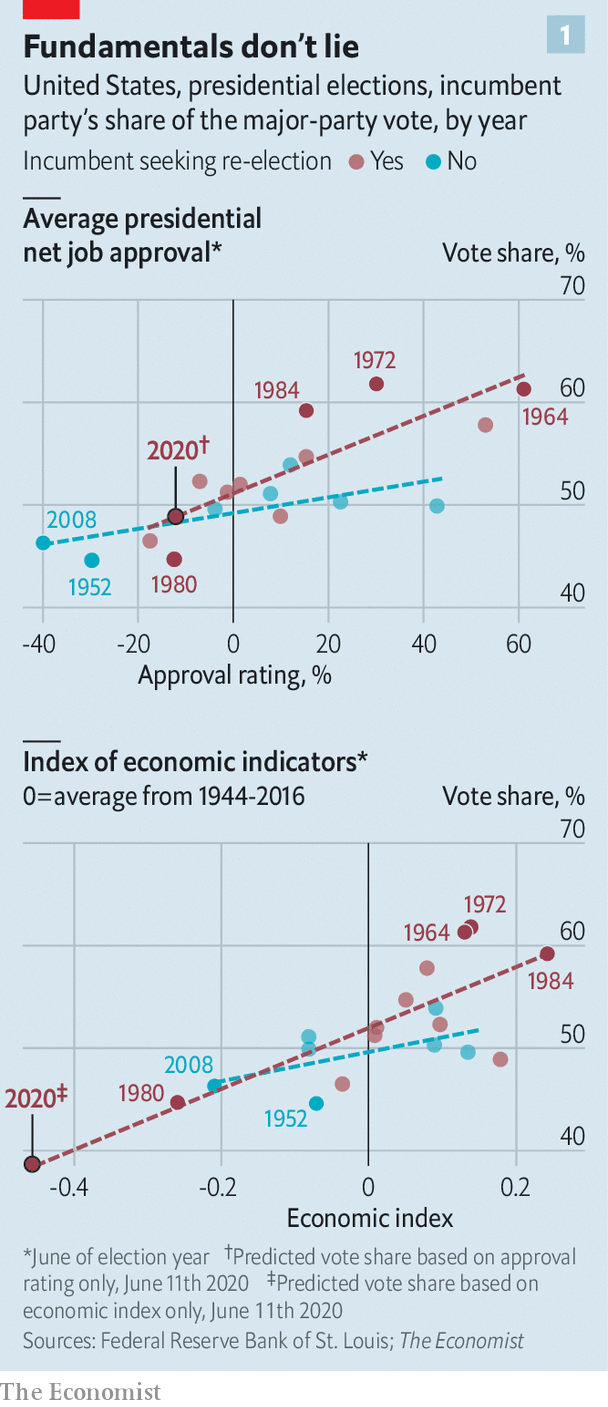 Fundamentals don't lie
1
United States, presidential elections, incumbent
party's share of the major-party vote, by year
Incumbent seeking re-election Yes No
Average presidential
net job approval*
Vote share, %
70
1972
1984
60
1964
2020†
50
2008
1952
1980
40
-40 -20 0 20 40 60
Approval rating, %
Index of economic indicators*
0=average from 1944-2016
Vote share, %
70
1972
1964
60
1984
50
2008
1980
2020‡
1952
40
-0.4 -0.2 0 0.2
Economic index
*June of election year †Predicted vote share based on approval
rating only, June 11th 2020 ‡Predicted vote share based on
economic index only, June 11th 2020
Sources: Federal Reserve Bank of St. Louis; The Economist
The Economist